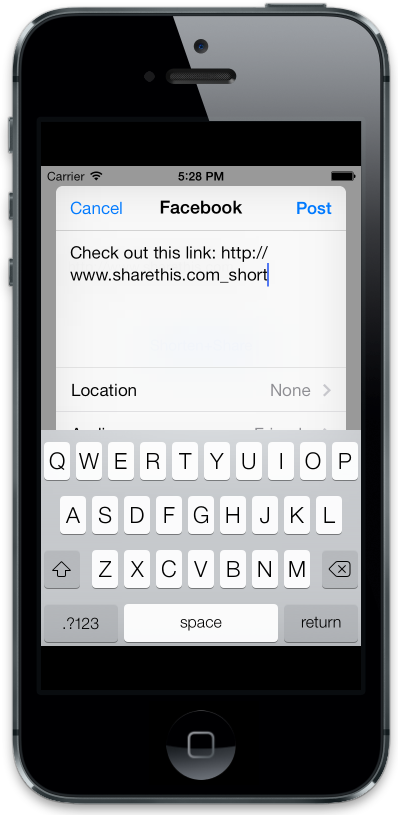 Carrier 5:28 PM
Cancel Facebook Post
Check out this link: http://
www.sharethis.com_short
Location None
Q W E R T Y U I O P
A S D F G H J K L
Z X C V B N M
.?123 space return